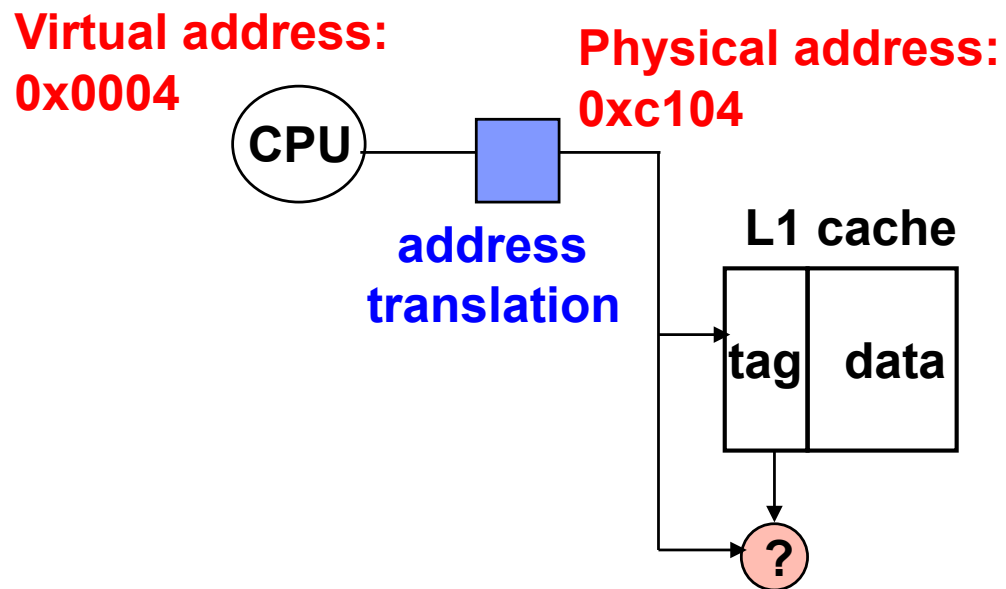 Virtual address:
0x0004
Physical address:
0xc104
CPU
address
translation
L1 cache
tag data
?